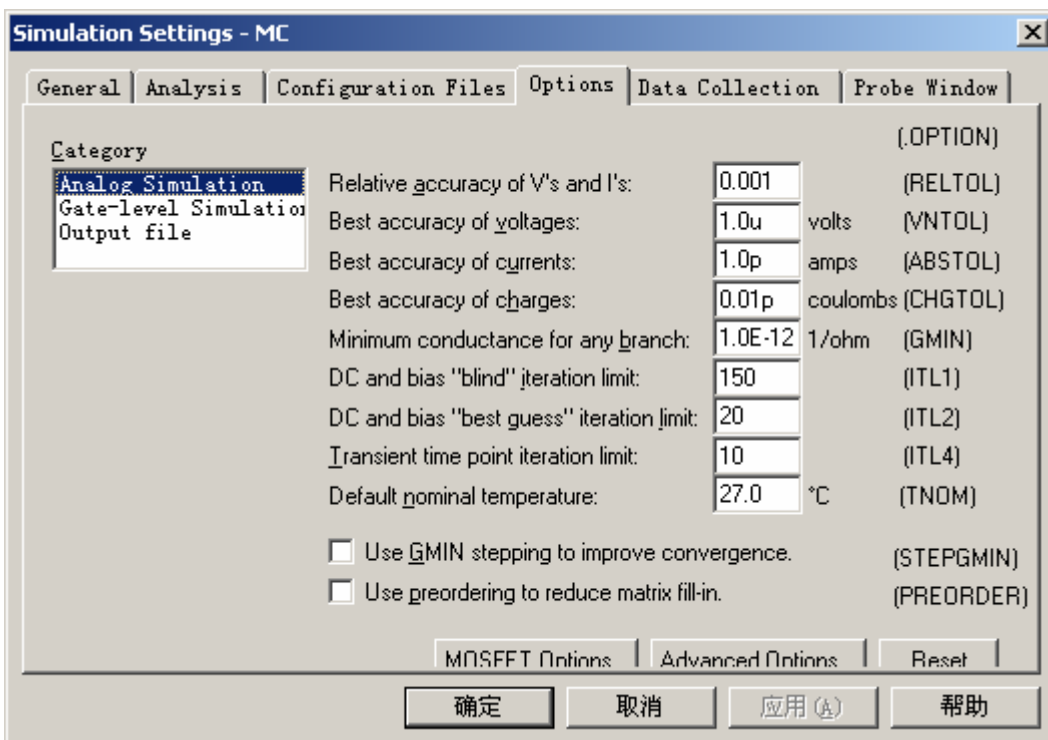 Simulation Settings - MC
General Analysis Configuration Files Options Data Collection Probe Window
(.OPTION)
Category
Analog Simulation
Gate-level Simulation
Output file
Relative accuracy of V's and I's: 0.001 (RELTOL)
Best accuracy of voltages: 1.0u volts (VNTOL)
Best accuracy of currents: 1.0p amps (ABSTOL)
Best accuracy of charges: 0.01p coulombs (CHGTOL)
Minimum conductance for any branch: 1.0E-12 1/ohm (GMIN)
DC and bias "blind" iteration limit: 150 (ITL1)
DC and bias "best guess" iteration limit: 20 (ITL2)
Transient time point iteration limit: 10 (ITL4)
Default nominal temperature: 27.0 °C (TNOM)
Use GMIN stepping to improve convergence. (STEPGMIN)
Use preordering to reduce matrix fill-in. (PREORDER)
MOSFET Options Advanced Options Reset
确定 取消 应用(A) 帮助